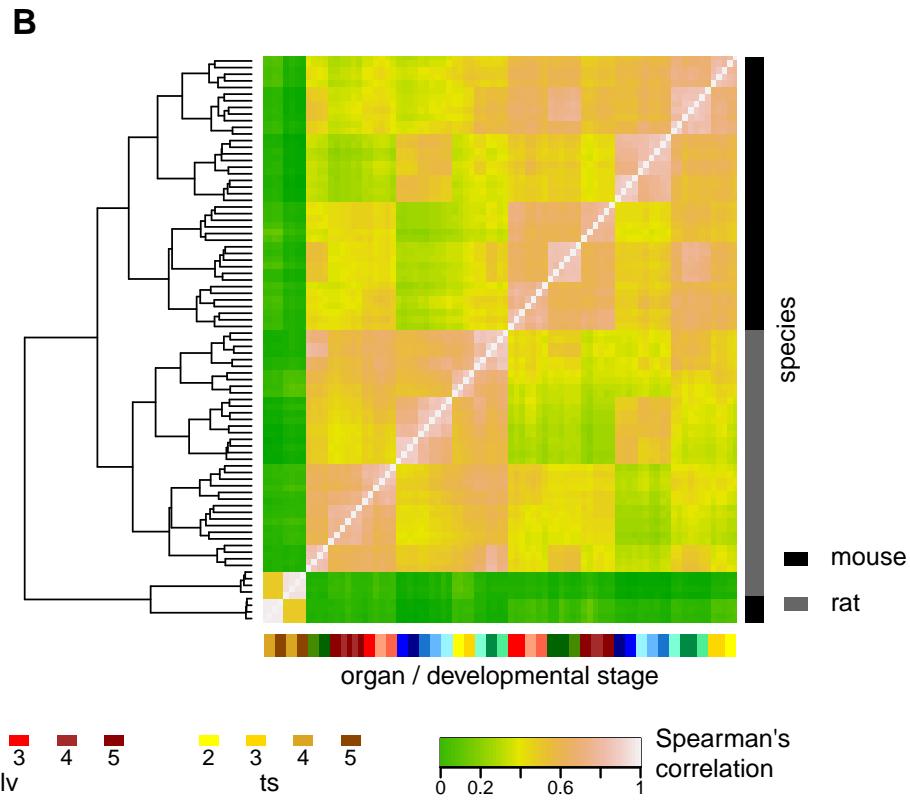 B
species
mouse
rat
organ / developmental stage
3 4 5
lv
2 3 4 5
ts
0 0.2 0.6 1
Spearman's
correlation